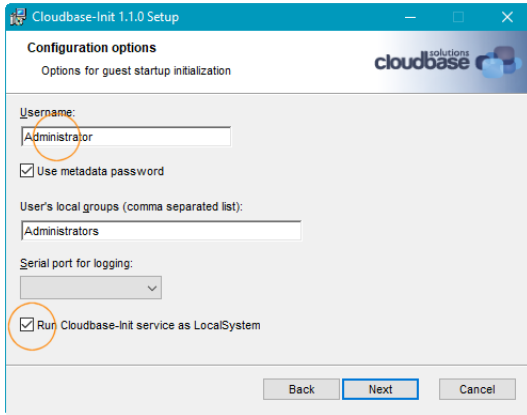 Cloudbase-Init 1.1.0 Setup
Configuration options
Options for guest startup initialization
solutions
cloudbase
Username:
Administrator
Use metadata password
User's local groups (comma separated list):
Administrators
Serial port for logging:
Run Cloudbase-Init service as LocalSystem
Back Next Cancel